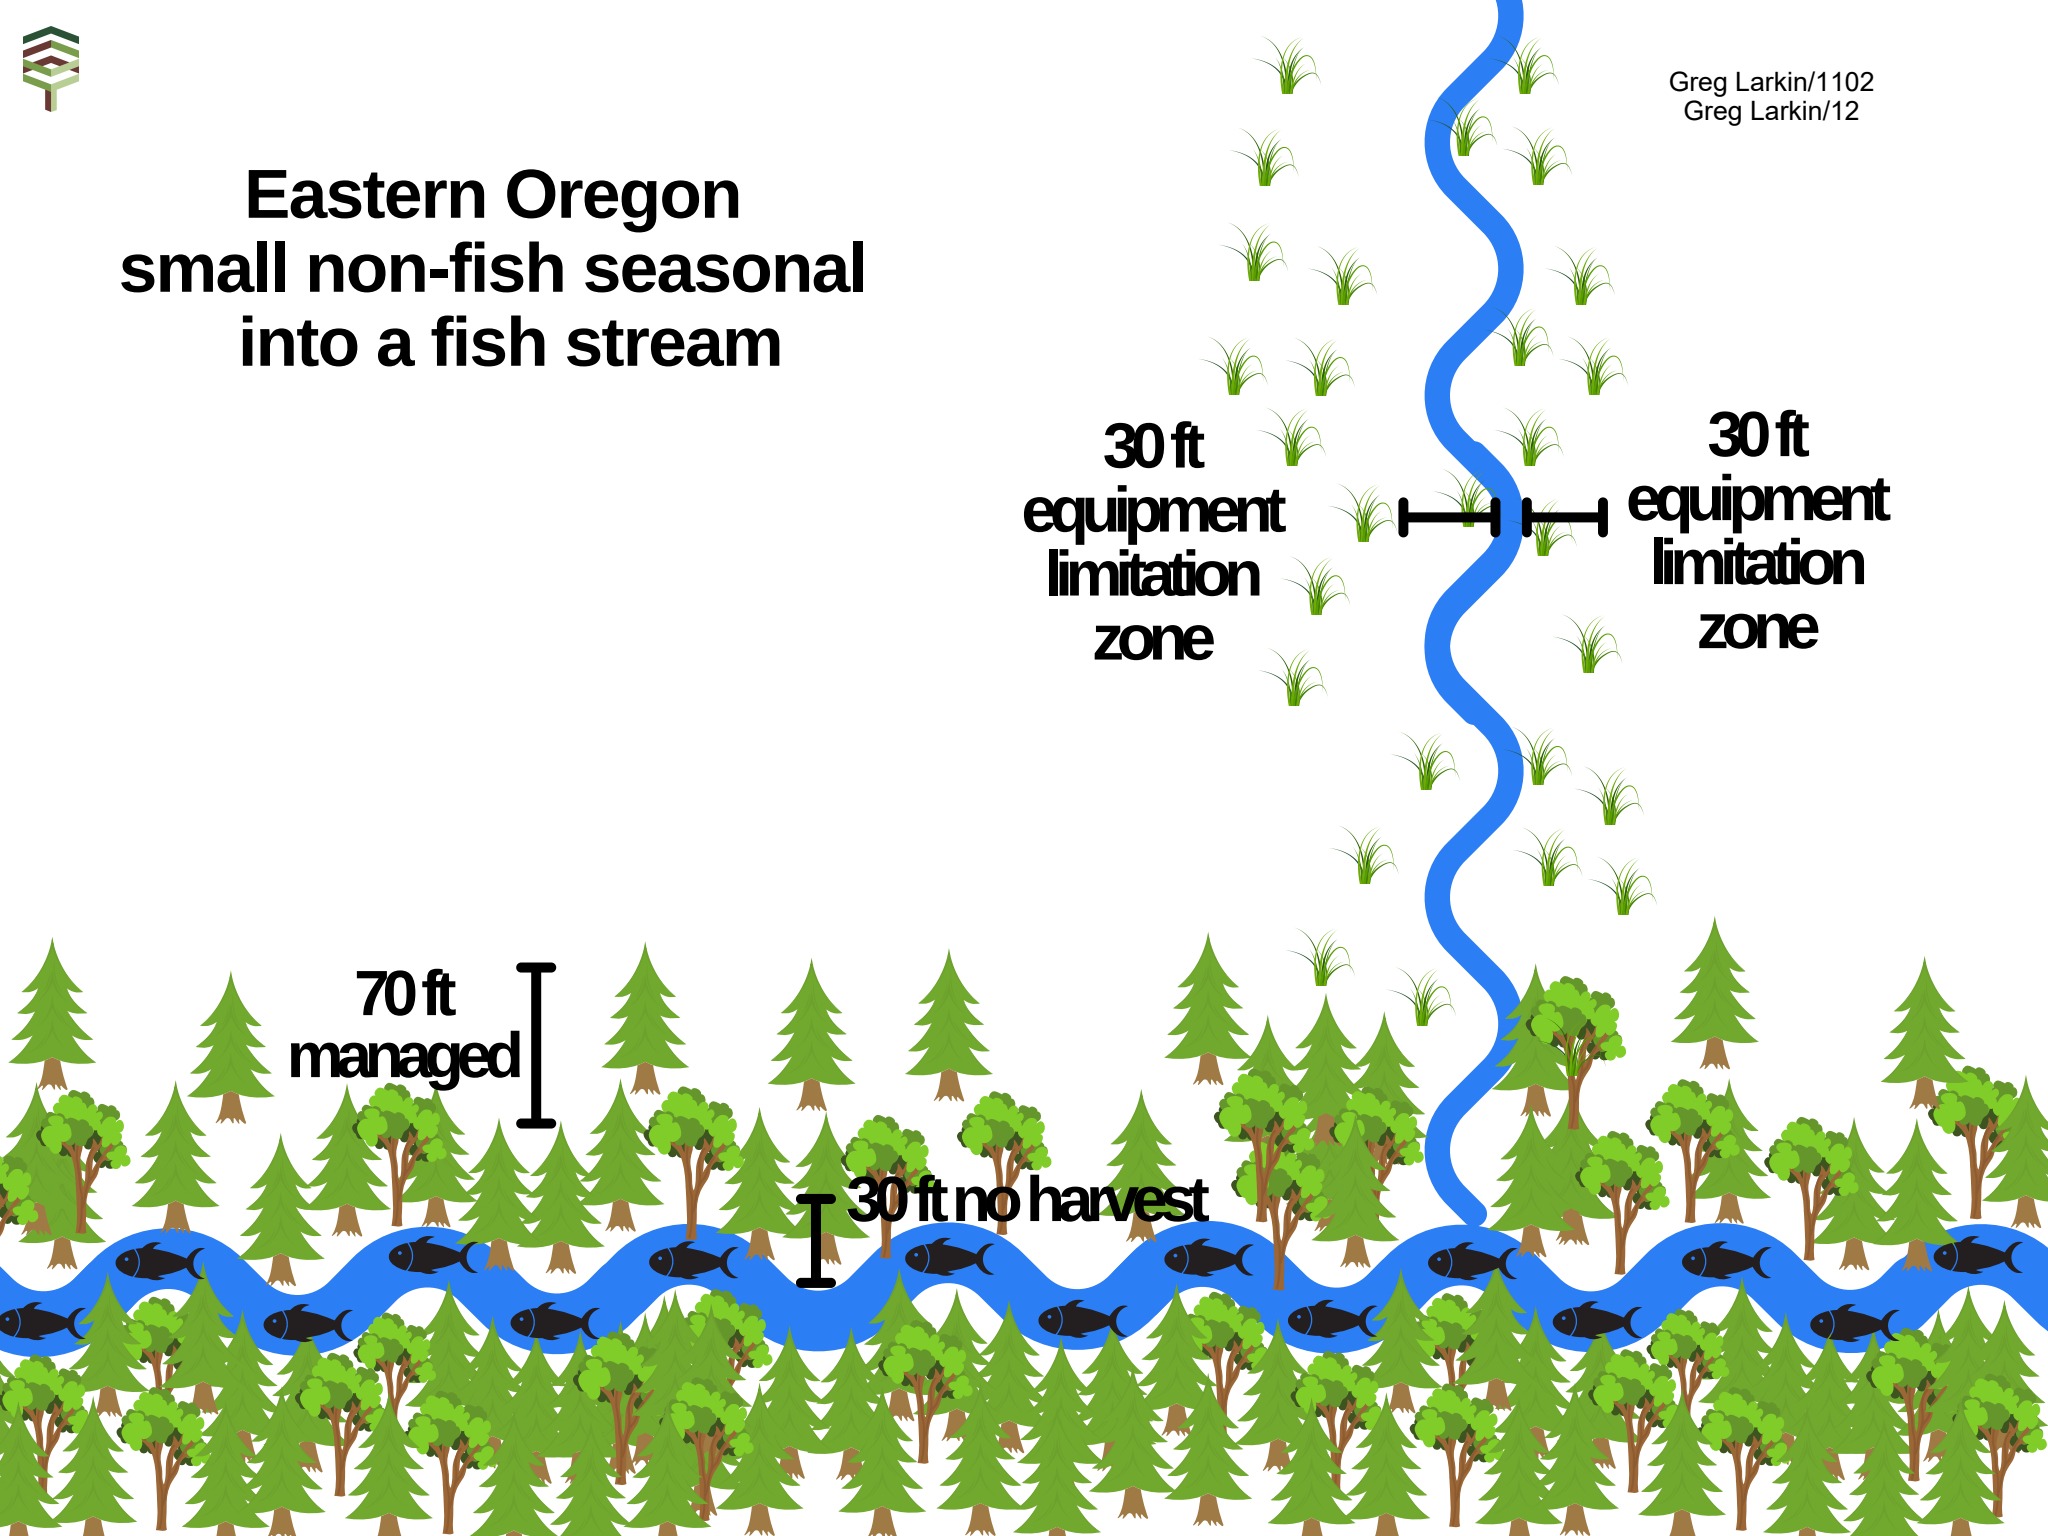 Greg Larkin/1102
Greg Larkin/12
Eastern Oregon
small non-fish seasonal
into a fish stream
30 ft
equipment
limitation
zone
30 ft
equipment
limitation
zone
70 ft
managed
30 ft no harvest